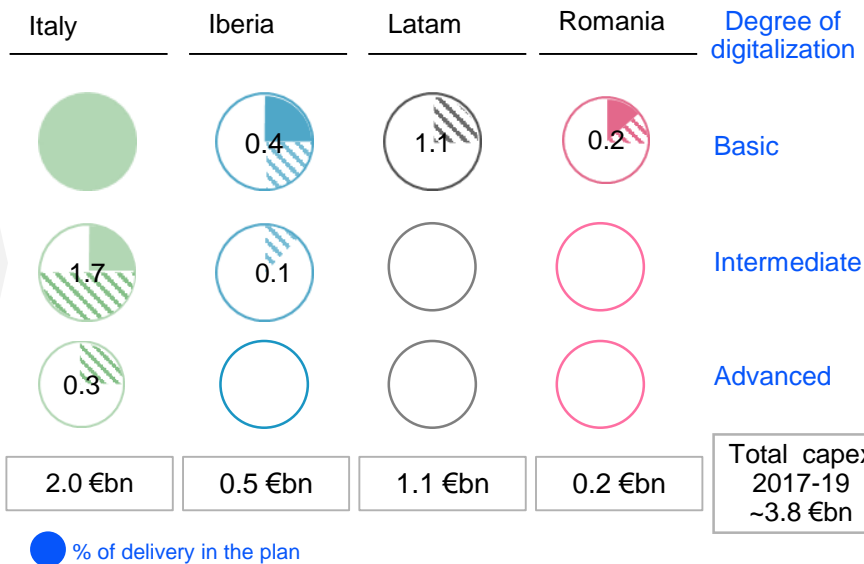 Italy
Iberia
Latam
Romania
Degree of
digitalization
0.4
1.1
0.2
Basic
1.7
0.1
Intermediate
0.3
Advanced
2.0 €bn
0.5 €bn
1.1 €bn
0.2 €bn
Total capex
2017-19
~3.8 €bn
% of delivery in the plan